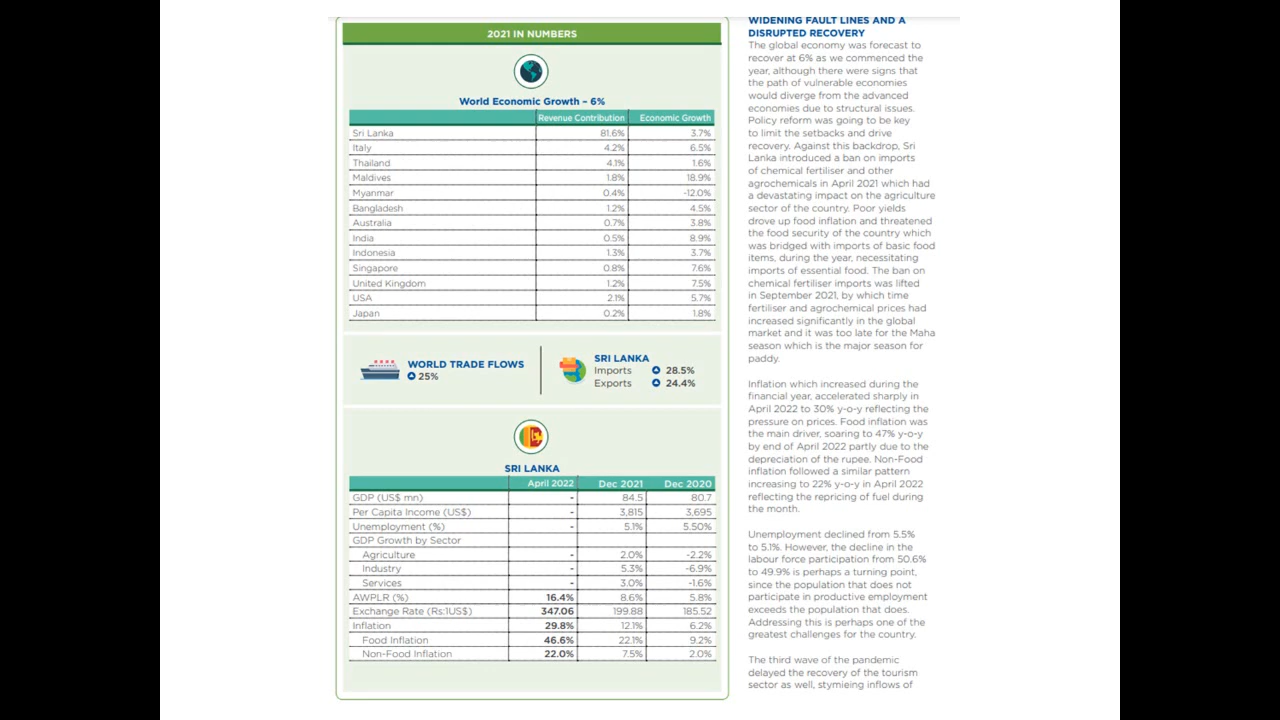 2021 IN NUMBERS
World Economic Growth – 6%
Revenue Contribution Economic Growth
Sri Lanka 81.6% 3.7%
Italy 4.2% 6.5%
Thailand 4.1% 1.6%
Maldives 1.8% 18.9%
Myanmar 0.4% -12.0%
Bangladesh 1.2% 4.5%
Australia 0.7% 3.8%
India 0.5% 8.9%
Indonesia 1.3% 3.7%
Singapore 0.8% 7.6%
United Kingdom 1.2% 7.5%
USA 2.1% 5.7%
Japan 0.2% 1.8%
WORLD TRADE FLOWS
25%
SRI LANKA
Imports 28.5%
Exports 24.4%
SRI LANKA
April 2022 Dec 2021 Dec 2020
GDP (US$ mn) - 84.5 80.7
Per Capita Income (US$) - 3,815 3,695
Unemployment (%) - 5.1% 5.50%
GDP Growth by Sector
Agriculture - 2.0% -2.2%
Industry - 5.3% -6.9%
Services - 3.0% -1.6%
AWPLR (%) 16.4% 8.6% 5.8%
Exchange Rate (Rs:1US$) 347.06 199.88 185.52
Inflation 29.8% 12.1% 6.2%
Food Inflation 46.6% 22.1% 9.2%
Non-Food Inflation 22.0% 7.5% 2.0%
WIDENING FAULT LINES AND A
DISRUPTED RECOVERY
The global economy was forecast to
recover at 6% as we commenced the
year, although there were signs that
the path of vulnerable economies
would diverge from the advanced
economies due to structural issues.
Policy reform was going to be key
to limit the setbacks and drive
recovery. Against this backdrop, Sri
Lanka introduced a ban on imports
of chemical fertiliser and other
agrochemicals in April 2021 which had
a devastating impact on the agriculture
sector of the country. Poor yields
drove up food inflation and threatened
the food security of the country which
was bridged with imports of basic food
items, during the year, necessitating
imports of essential food. The ban on
chemical fertiliser imports was lifted
in September 2021, by which time
fertiliser and agrochemical prices had
increased significantly in the global
market and it was too late for the Maha
season which is the major season for
paddy.
Inflation which increased during the
financial year, accelerated sharply in
April 2022 to 30% y-o-y reflecting the
pressure on prices. Food inflation was
the main driver, soaring to 47% y-o-y
by end of April 2022 partly due to the
depreciation of the rupee. Non-Food
inflation followed a similar pattern
increasing to 22% y-o-y in April 2022
reflecting the repricing of fuel during
the month.
Unemployment declined from 5.5%
to 5.1%. However, the decline in the
labour force participation from 50.6%
to 49.9% is perhaps a turning point,
since the population that does not
participate in productive employment
exceeds the population that does.
Addressing this is perhaps one of the
greatest challenges for the country.
The third wave of the pandemic
delayed the recovery of the tourism
sector as well, stymieing inflows of